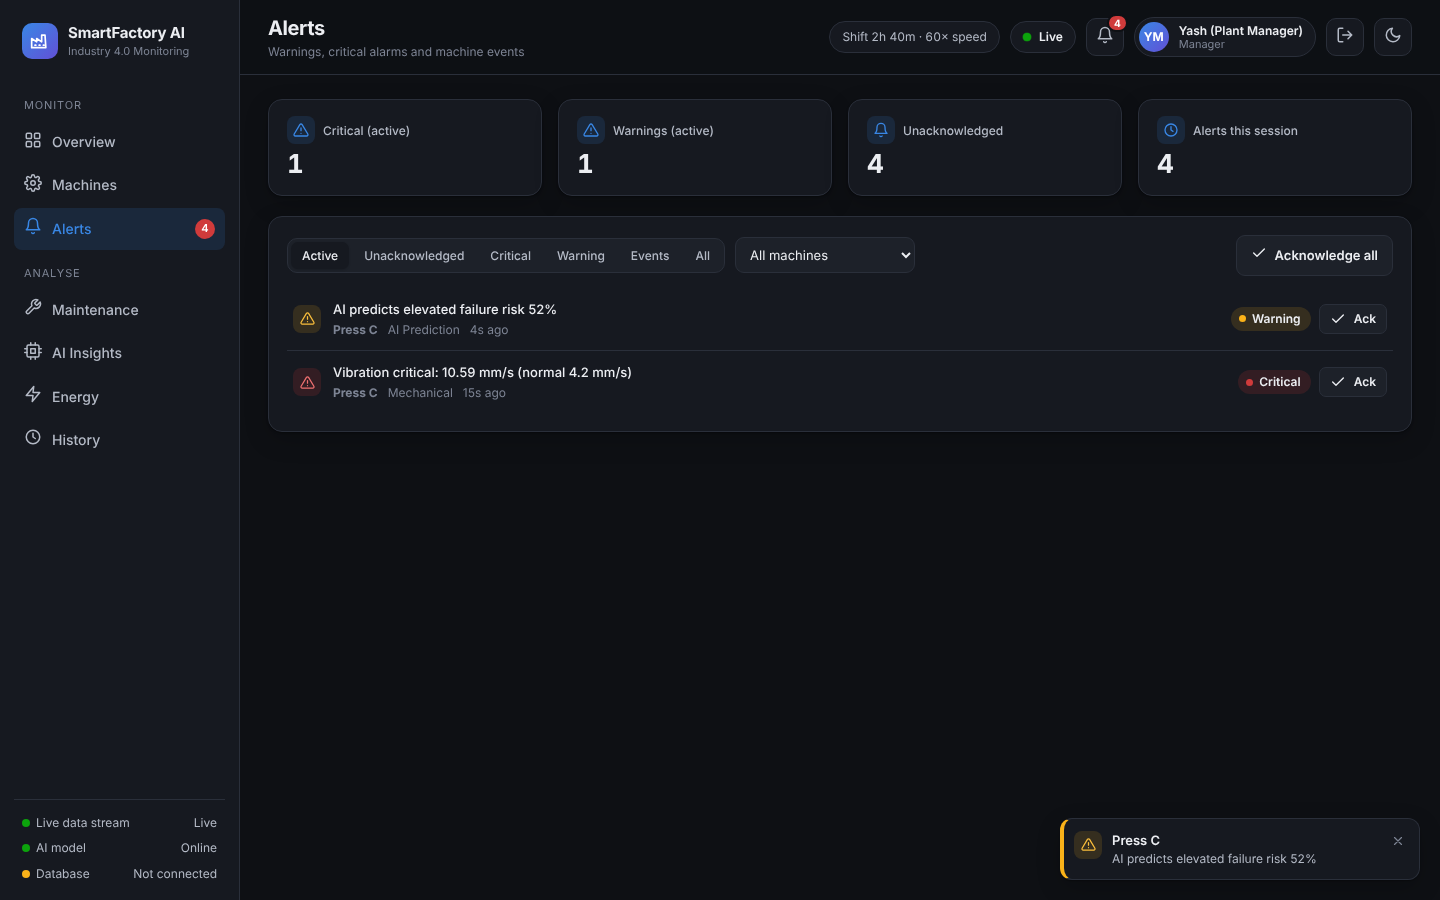 SmartFactory AI
Industry 4.0 Monitoring
MONITOR
Overview
Machines
Alerts 4
ANALYSE
Maintenance
AI Insights
Energy
History
Live data stream Live
AI model Online
Database Not connected
Alerts
Warnings, critical alarms and machine events
Shift 2h 40m · 60× speed
Live
4
YM
Yash (Plant Manager)
Manager
Critical (active)
1
Warnings (active)
1
Unacknowledged
4
Alerts this session
4
Active Unacknowledged Critical Warning Events All
All machines
Acknowledge all
AI predicts elevated failure risk 52%
Press C AI Prediction 4s ago
Warning
Ack
Vibration critical: 10.59 mm/s (normal 4.2 mm/s)
Press C Mechanical 15s ago
Critical
Ack
Press C
AI predicts elevated failure risk 52%